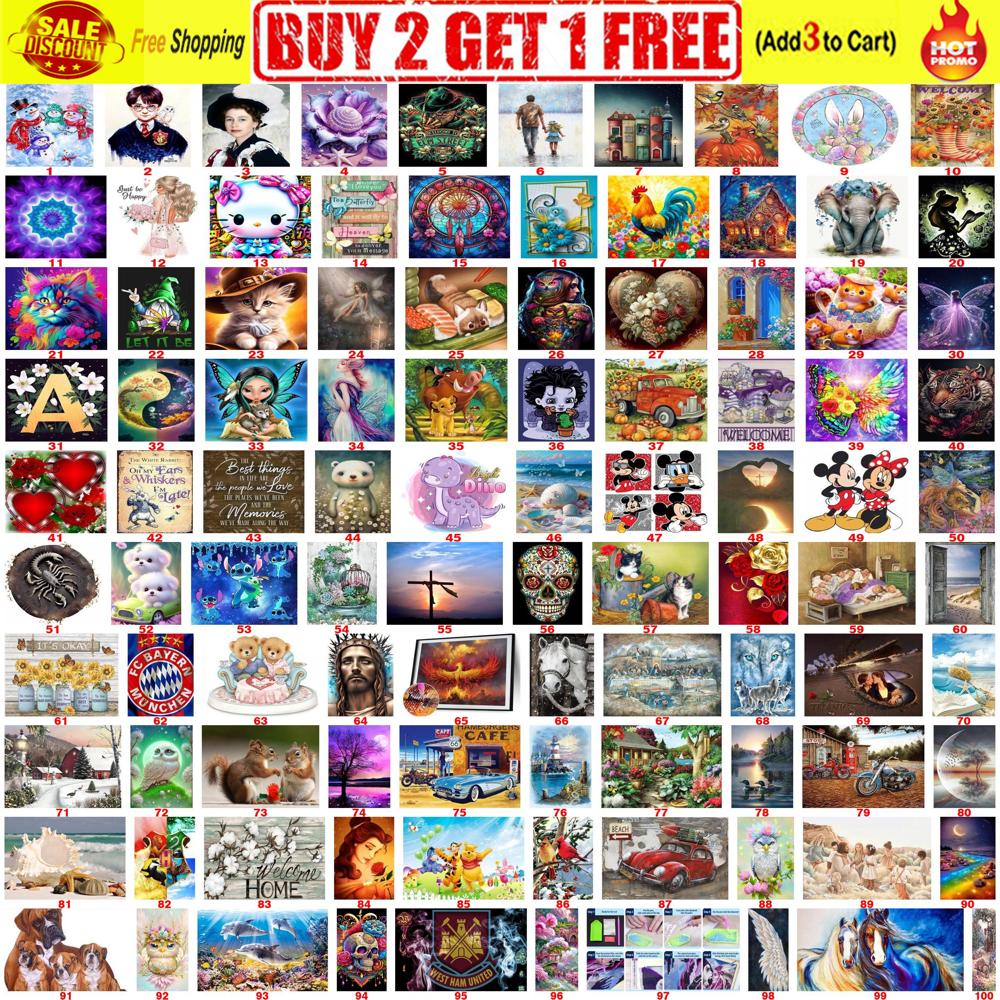 SALE
DISCOUNT
Free Shopping
BUY 2 GET 1 FREE
(Add3 to Cart)
HOT
PROMO
ELM STREET
WELCOME
1 2 3 4 5 6 7 8 9 10
Just be
Happy
Butterfly
Heaven
11 12 13 14 15 16 17 18 19 20
LET IT BE
21 22 23 24 25 26 27 28 29 30
A
WELCOME
31 32 33 34 35 36 37 38 39 40
THE WHITE RABBIT
OH MY Ears
& Whiskers
I'M Late!
THE
Best things
IN LIFE ARE
the people we Love
THE PLACES WE'VE BEEN
AND THE
Memories
WE'VE MADE ALONG THE WAY
Dino
41 42 43 44 45 46 47 48 49 50
51 52 53 54 55 56 57 58 59 60
IT'S OKAY
FC BAYERN
MÜNCHEN
61 62 63 64 65 66 67 68 69 70
CAFE
HAMBURGERS
CAFE
66
71 72 73 74 75 76 77 78 79 80
H
Welcome
HOME
BEACH
81 82 83 84 85 86 87 88 89 90
WEST HAM UNITED
91 92 93 94 95 96 97 98 99 100